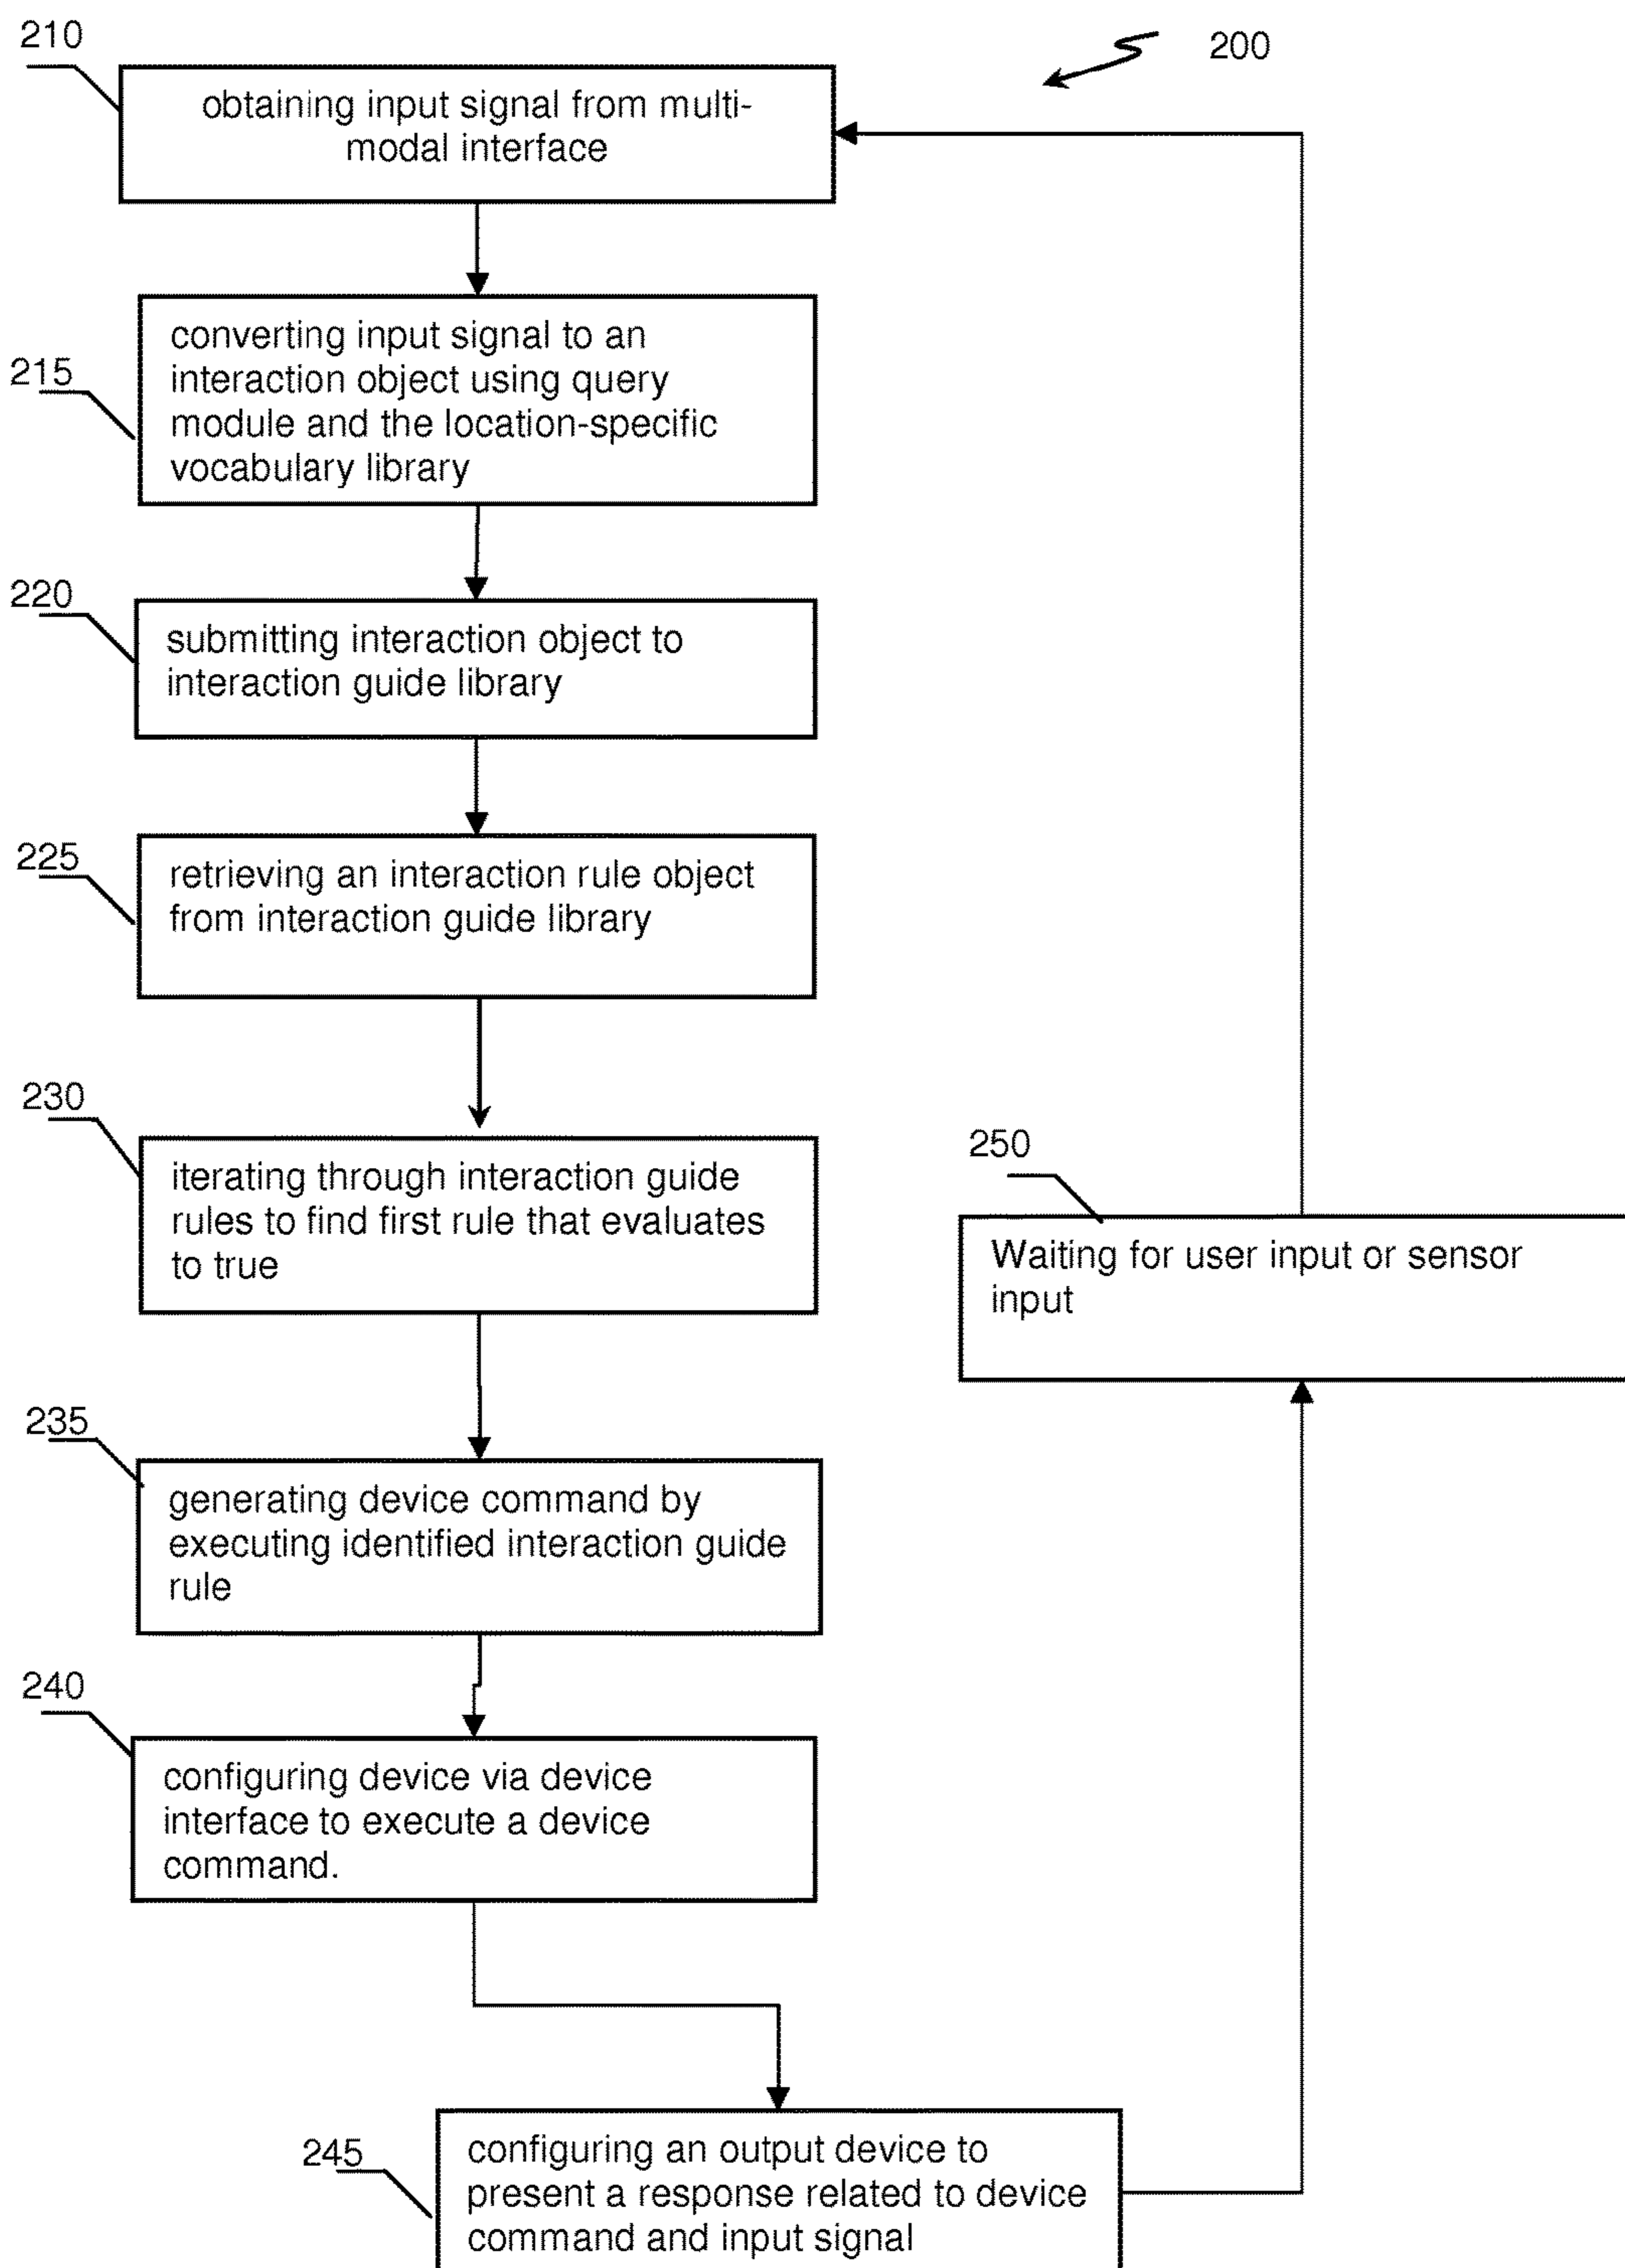 210
200
obtaining input signal from multi-
modal interface
215
converting input signal to an
interaction object using query
module and the location-specific
vocabulary library
220
submitting interaction object to
interaction guide library
225
retrieving an interaction rule object
from interaction guide library
230
iterating through interaction guide
rules to find first rule that evaluates
to true
250
Waiting for user input or sensor
input
235
generating device command by
executing identified interaction guide
rule
240
configuring device via device
interface to execute a device
command.
245
configuring an output device to
present a response related to device
command and input signal